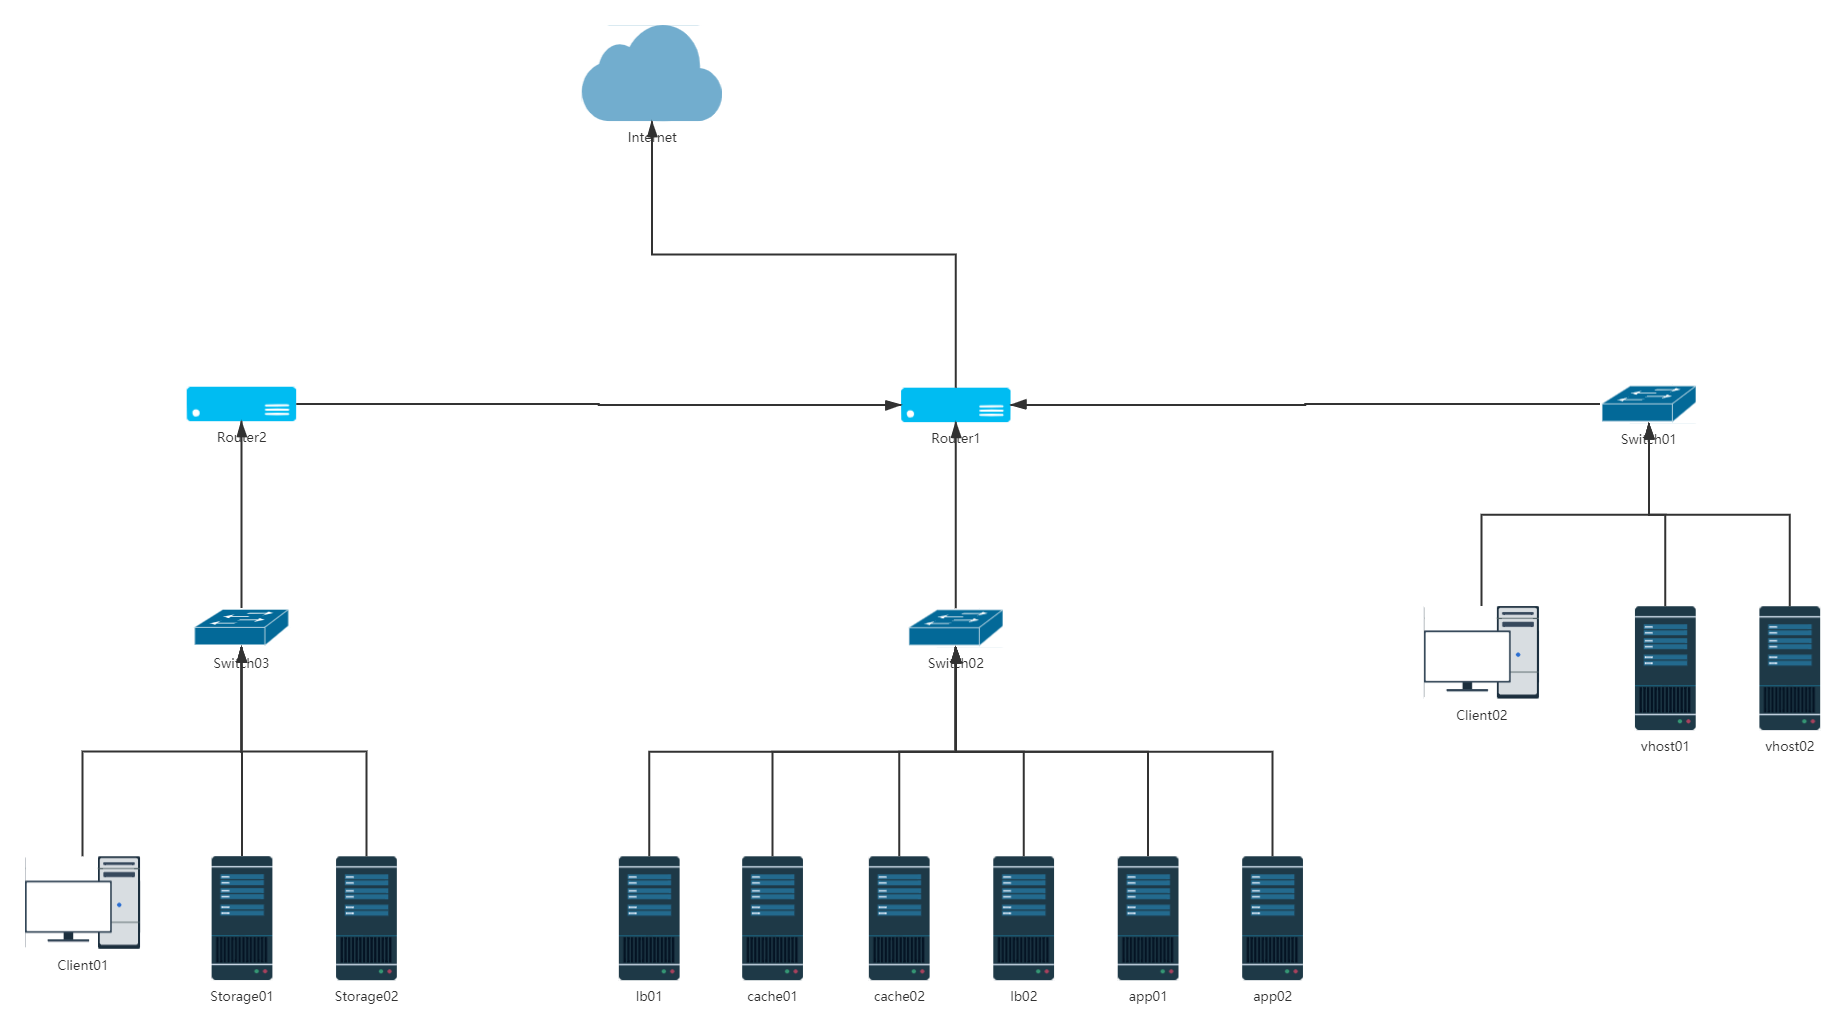 Internet
Router2
Router1
Switch01
Switch03
Switch02
Client02
vhost01
vhost02
Client01
Storage01
Storage02
lb01
cache01
cache02
lb02
app01
app02